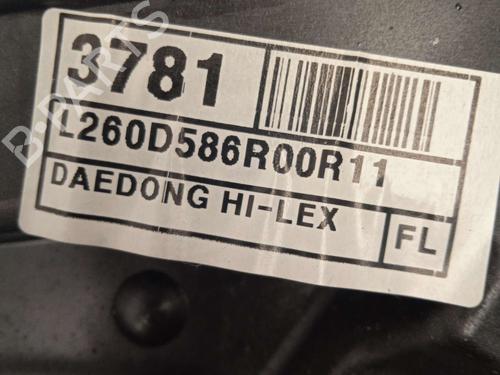 3781
L260D586R00R11
DAEDONG HI-LEX
FL
B-PARTS